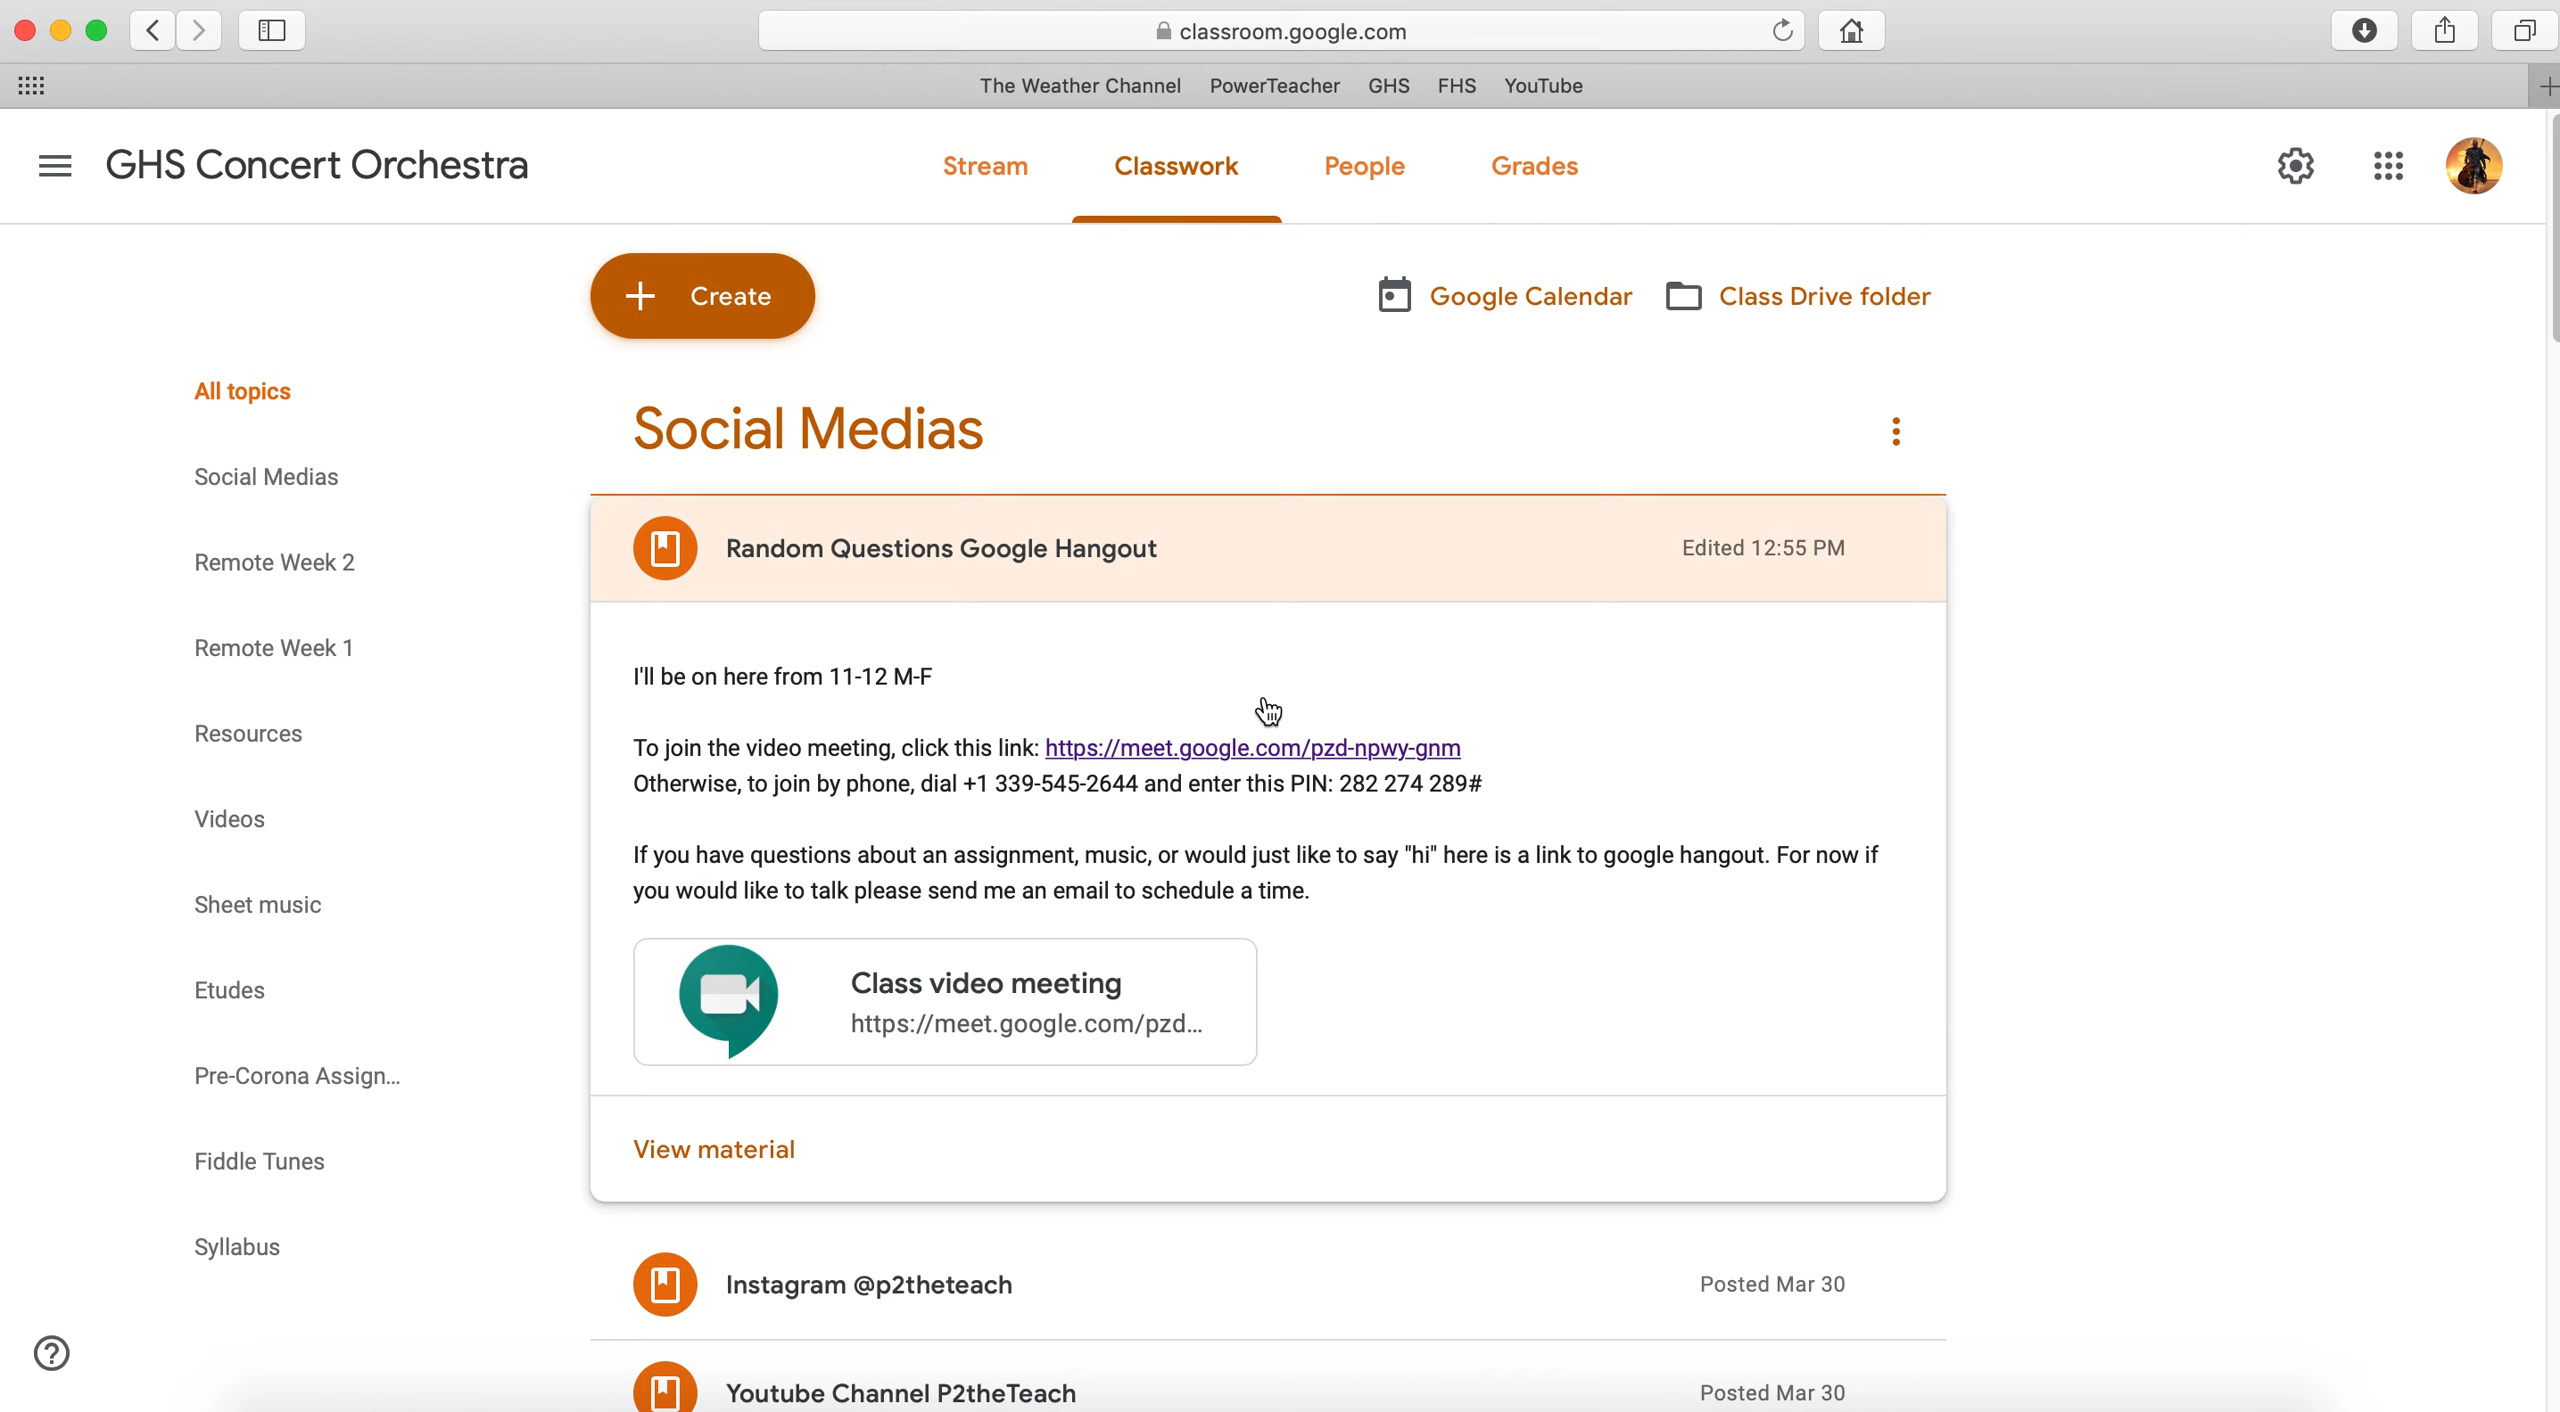 classroom.google.com
The Weather Channel PowerTeacher GHS FHS YouTube
GHS Concert Orchestra
Stream Classwork People Grades
Create
Google Calendar Class Drive folder
All topics
Social Medias
Remote Week 2
Remote Week 1
Resources
Videos
Sheet music
Etudes
Pre-Corona Assign...
Fiddle Tunes
Syllabus
Social Medias
Random Questions Google Hangout Edited 12:55 PM
I'll be on here from 11-12 M-F
To join the video meeting, click this link: https://meet.google.com/pzd-npwy-gnm
Otherwise, to join by phone, dial +1 339-545-2644 and enter this PIN: 282 274 289#
If you have questions about an assignment, music, or would just like to say "hi" here is a link to google hangout. For now if
you would like to talk please send me an email to schedule a time.
Class video meeting
https://meet.google.com/pzd...
View material
Instagram @p2theteach Posted Mar 30
Youtube Channel P2theTeach Posted Mar 30